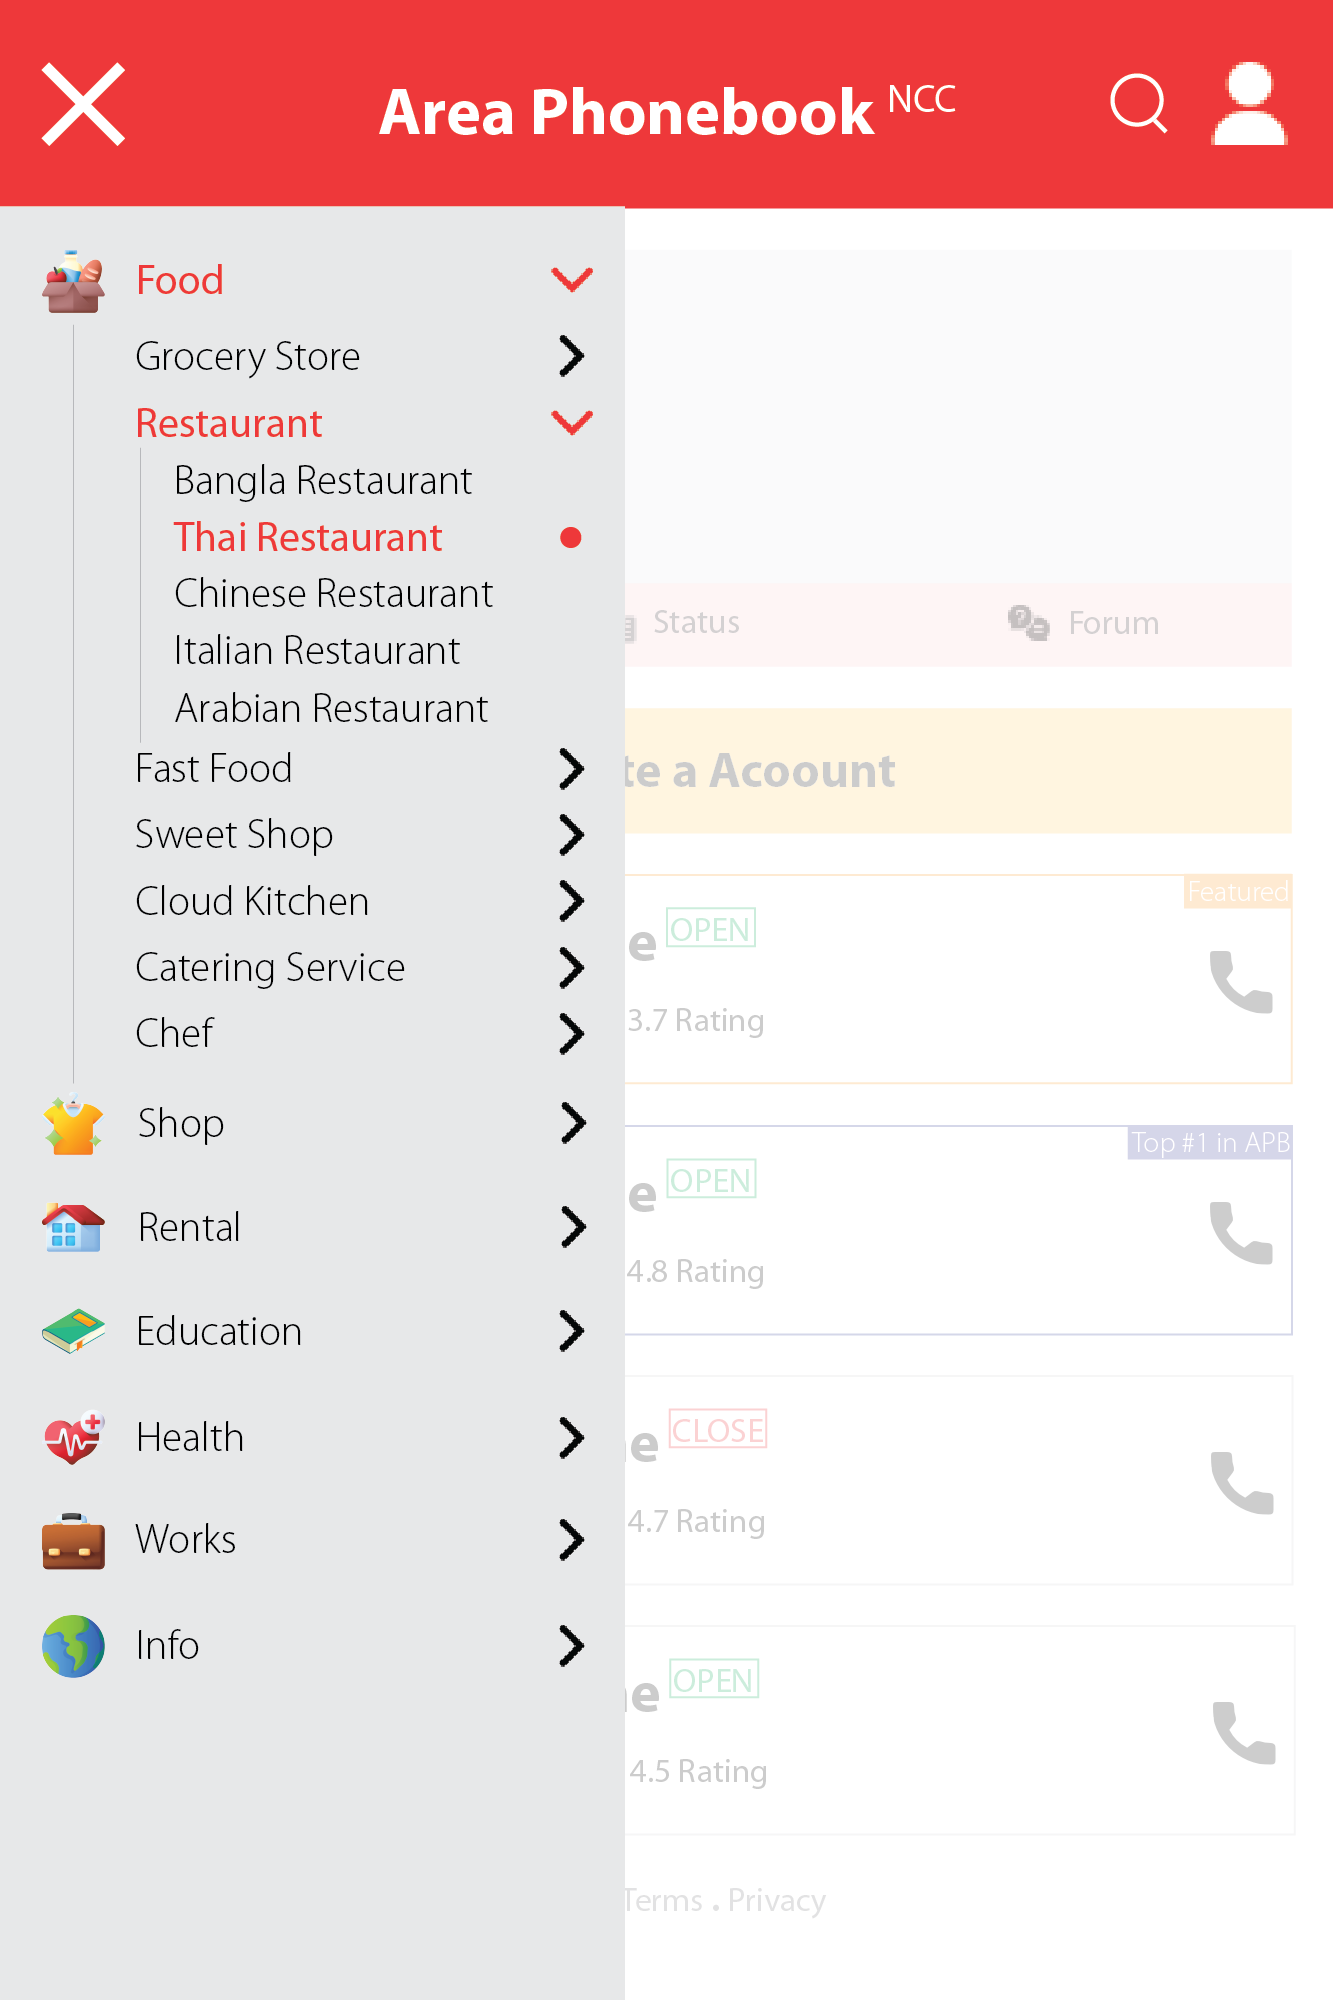 Area Phonebook NCC
Food
Grocery Store
Restaurant
Bangla Restaurant
Thai Restaurant
Chinese Restaurant
Italian Restaurant
Arabian Restaurant
Fast Food
Sweet Shop
Cloud Kitchen
Catering Service
Chef
Shop
Rental
Education
Health
Works
Info
Status
Forum
a Acoount
Featured
OPEN
3.7 Rating
Top #1 in APB
OPEN
4.8 Rating
CLOSE
4.7 Rating
OPEN
4.5 Rating
Terms . Privacy